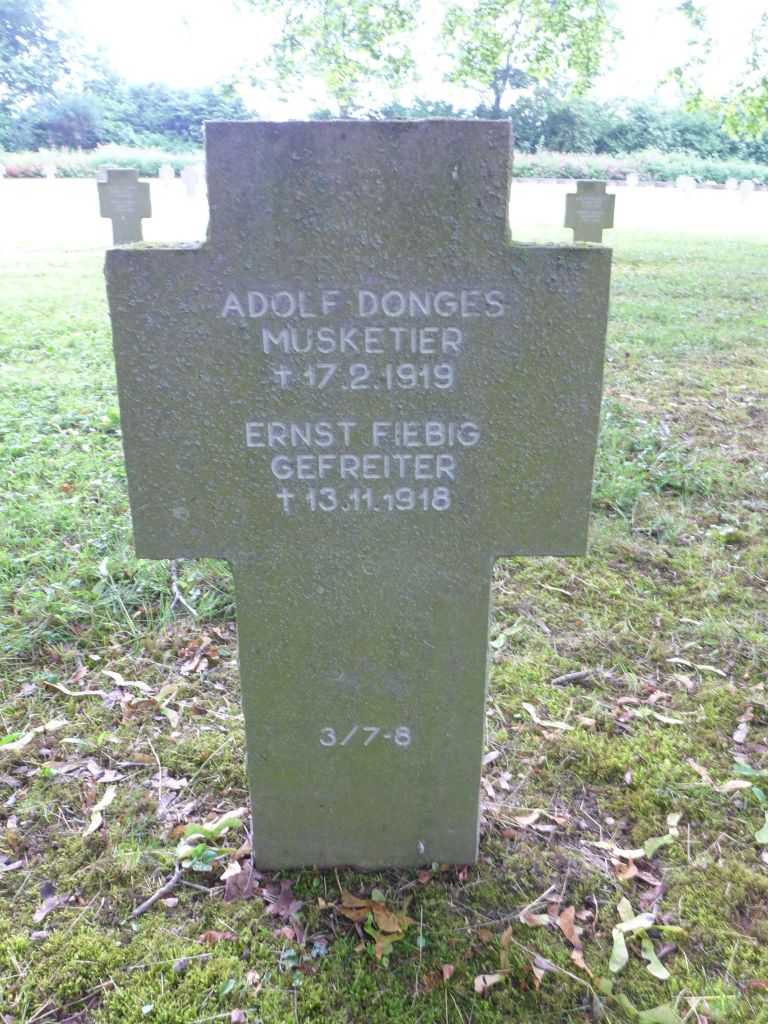 ADOLF DONGES
MUSKETIER
† 17.2.1919
ERNST FIEBIG
GEFREITER
† 13.11.1918
3/7-8